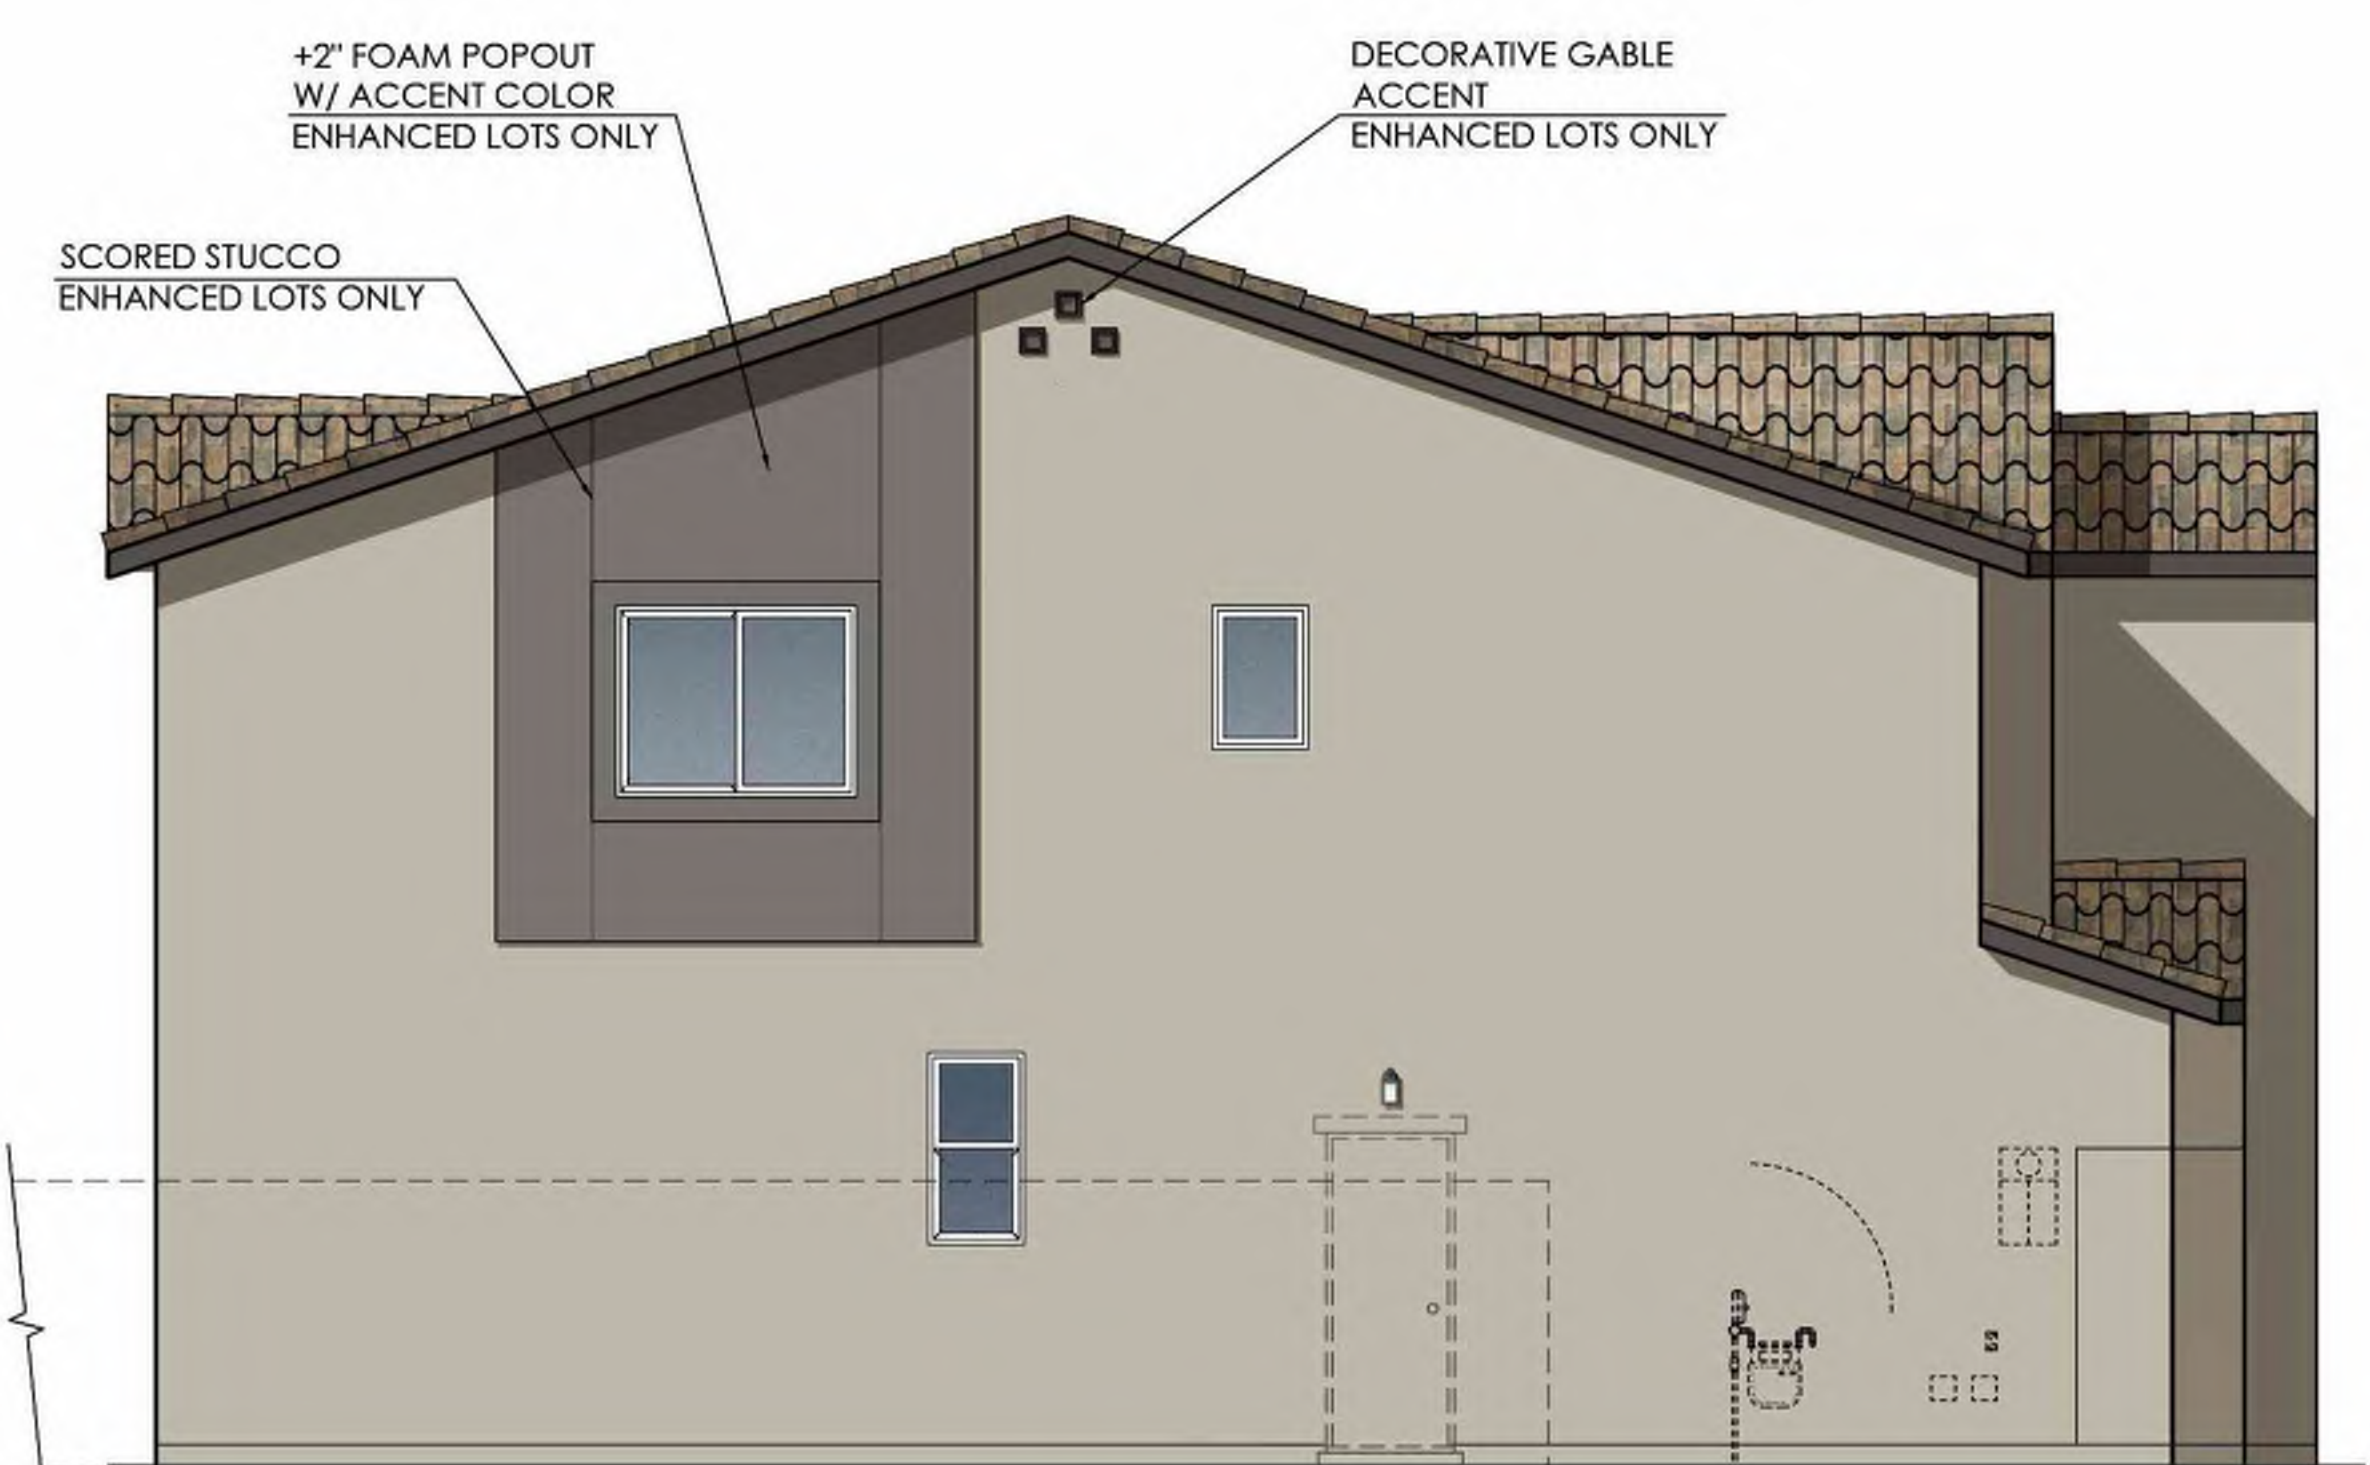 +2" FOAM POPOUT
W/ ACCENT COLOR
ENHANCED LOTS ONLY
DECORATIVE GABLE
ACCENT
ENHANCED LOTS ONLY
SCORED STUCCO
ENHANCED LOTS ONLY